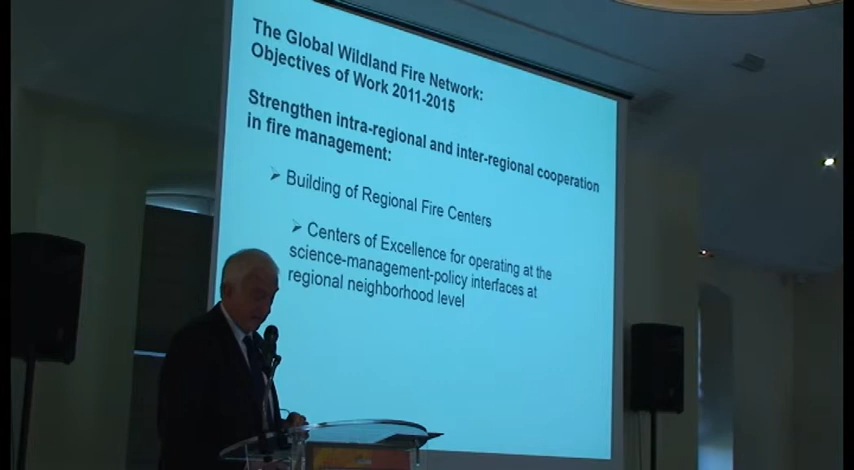 The Global Wildland Fire Network:
Objectives of Work 2011-2015
Strengthen intra-regional and inter-regional cooperation
in fire management:
➢ Building of Regional Fire Centers
➢ Centers of Excellence for operating at the
science-management-policy interfaces at
regional neighborhood level